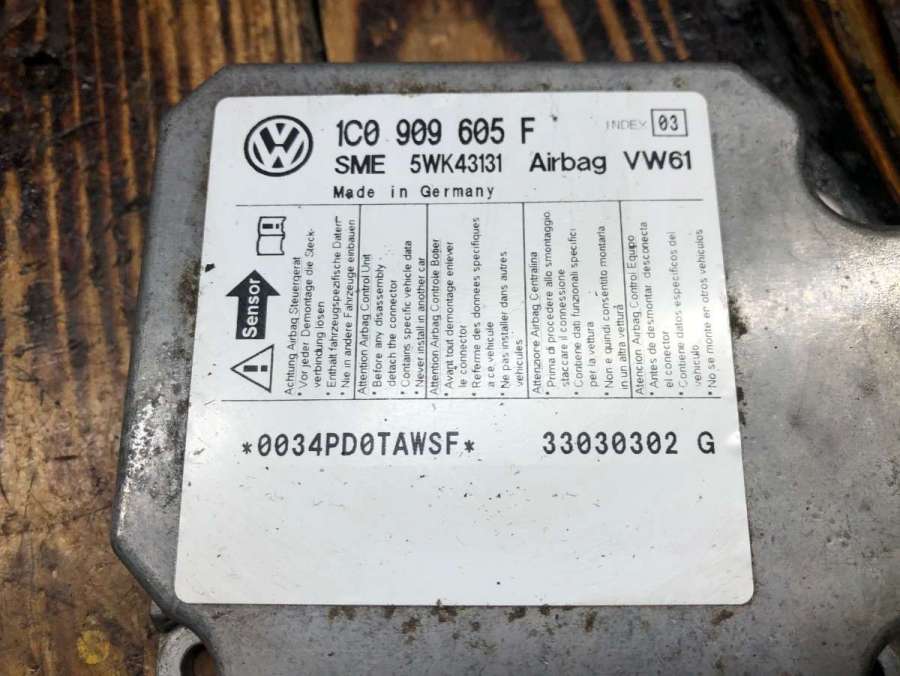 1C0 909 605 F INDEX 03
SME 5WK43131 Airbag VW61
Made in Germany
Sensor
Achtung Airbag Steuergerät
• Vor jeder Demontage die Steck-
verbindung lösen
• Enthält fahrzeugspezifische Daten
• Nie in andere Fahrzeuge einbauen
Attention Airbag Control Unit
• Before any disassembly
detach the connector
• Contains specific vehicle data
• Never install in another car
Attention Airbag Controle Boîtier
• Avant tout demontage enlever
le connector
• Referme des donnees specifiques
a ce vehicule
• Ne pas installer dans autres
vehicules
Attenzione Airbag Centralina
• Prima di procedere allo smontaggio
staccare il connessione
• Contiene dati funzionali specifici
per la vettura
• Non e quindi consentito montarla
in un altra vettura
Atencion Airbag Control Equipo
• Antes de desmontar desconecta
el conector
• Contiene datos especificos del
vehiculo
• No se monte en otros vehiculos
*0034PD0TAWSF* 33030302 G